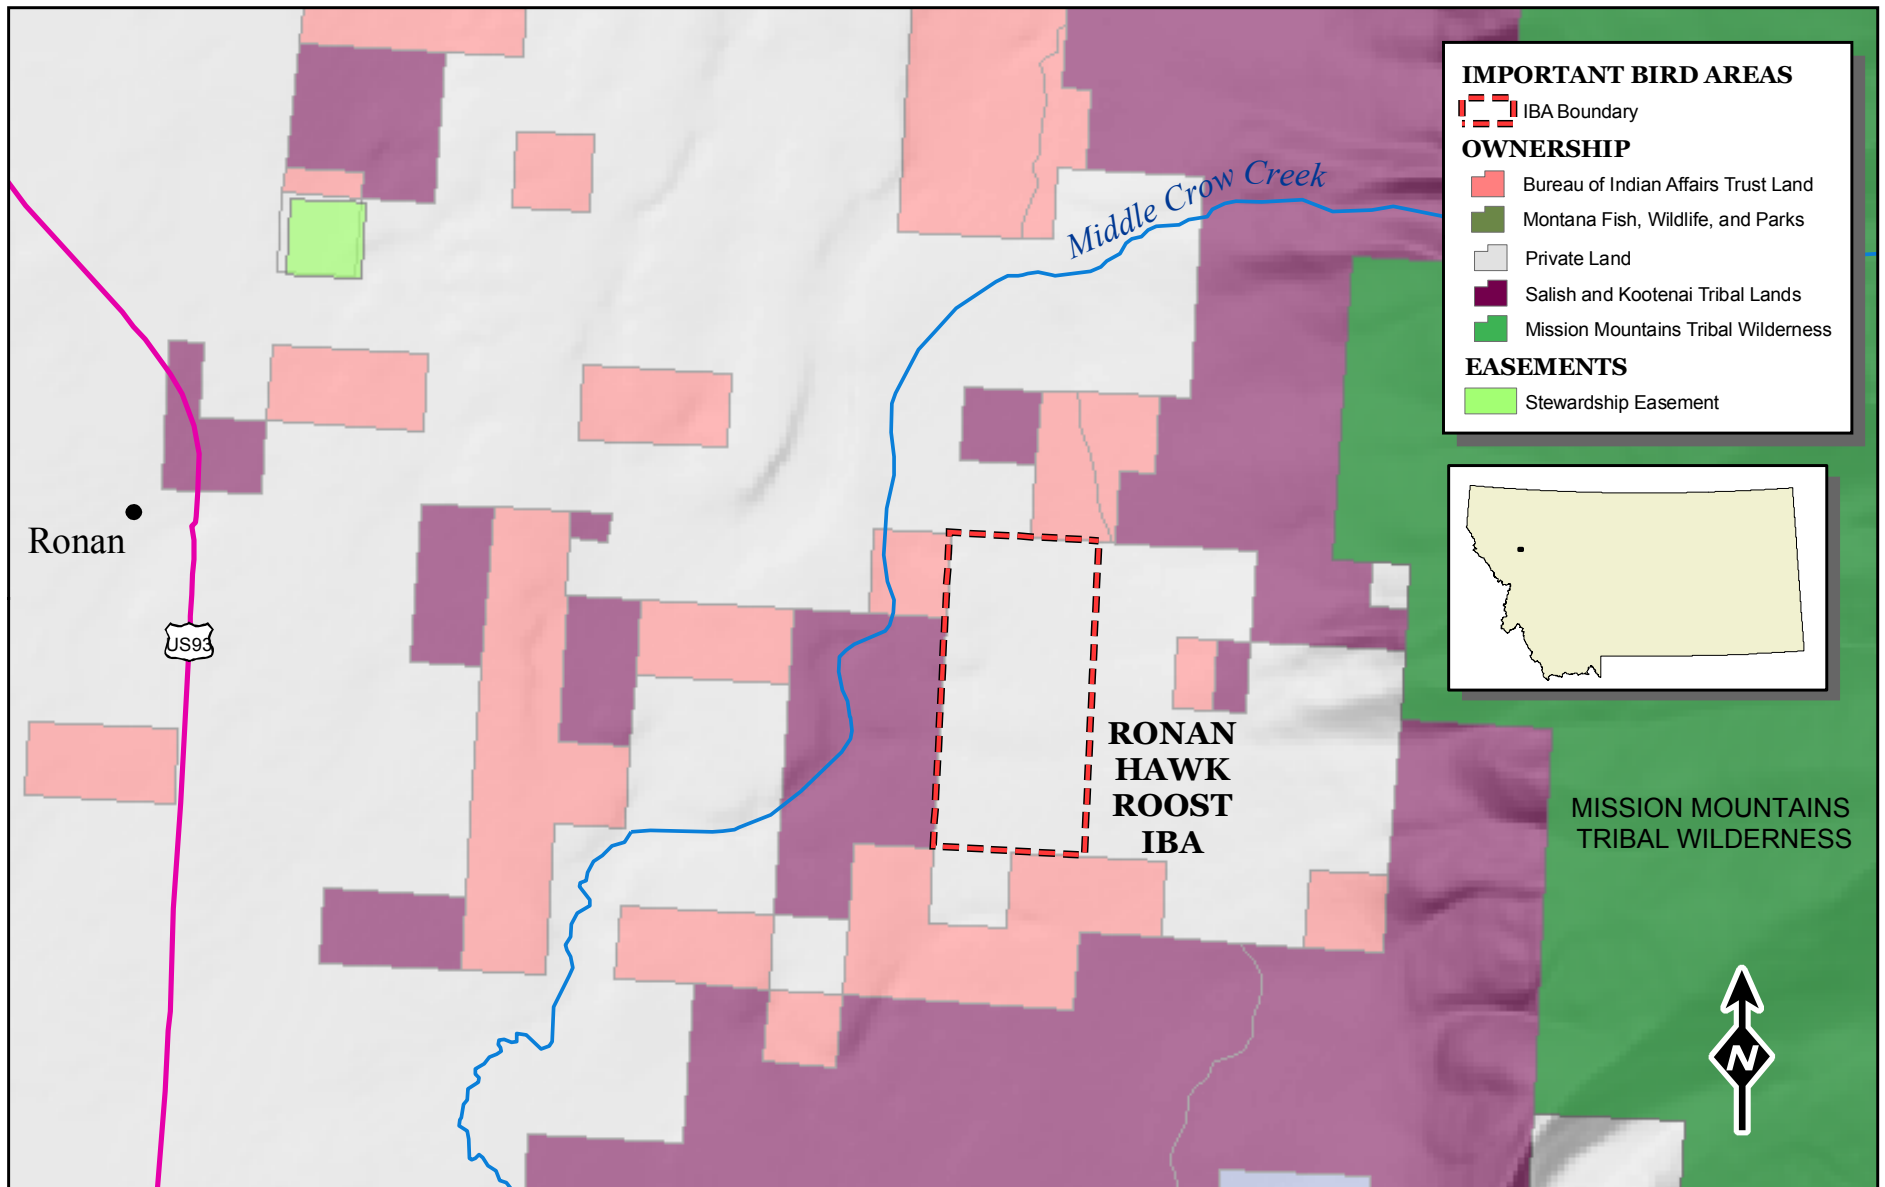 IMPORTANT BIRD AREAS
IBA Boundary
OWNERSHIP
Bureau of Indian Affairs Trust Land
Montana Fish, Wildlife, and Parks
Private Land
Salish and Kootenai Tribal Lands
Mission Mountains Tribal Wilderness
EASEMENTS
Stewardship Easement
Middle Crow Creek
Ronan
US93
RONAN
HAWK
ROOST
IBA
MISSION MOUNTAINS
TRIBAL WILDERNESS
N